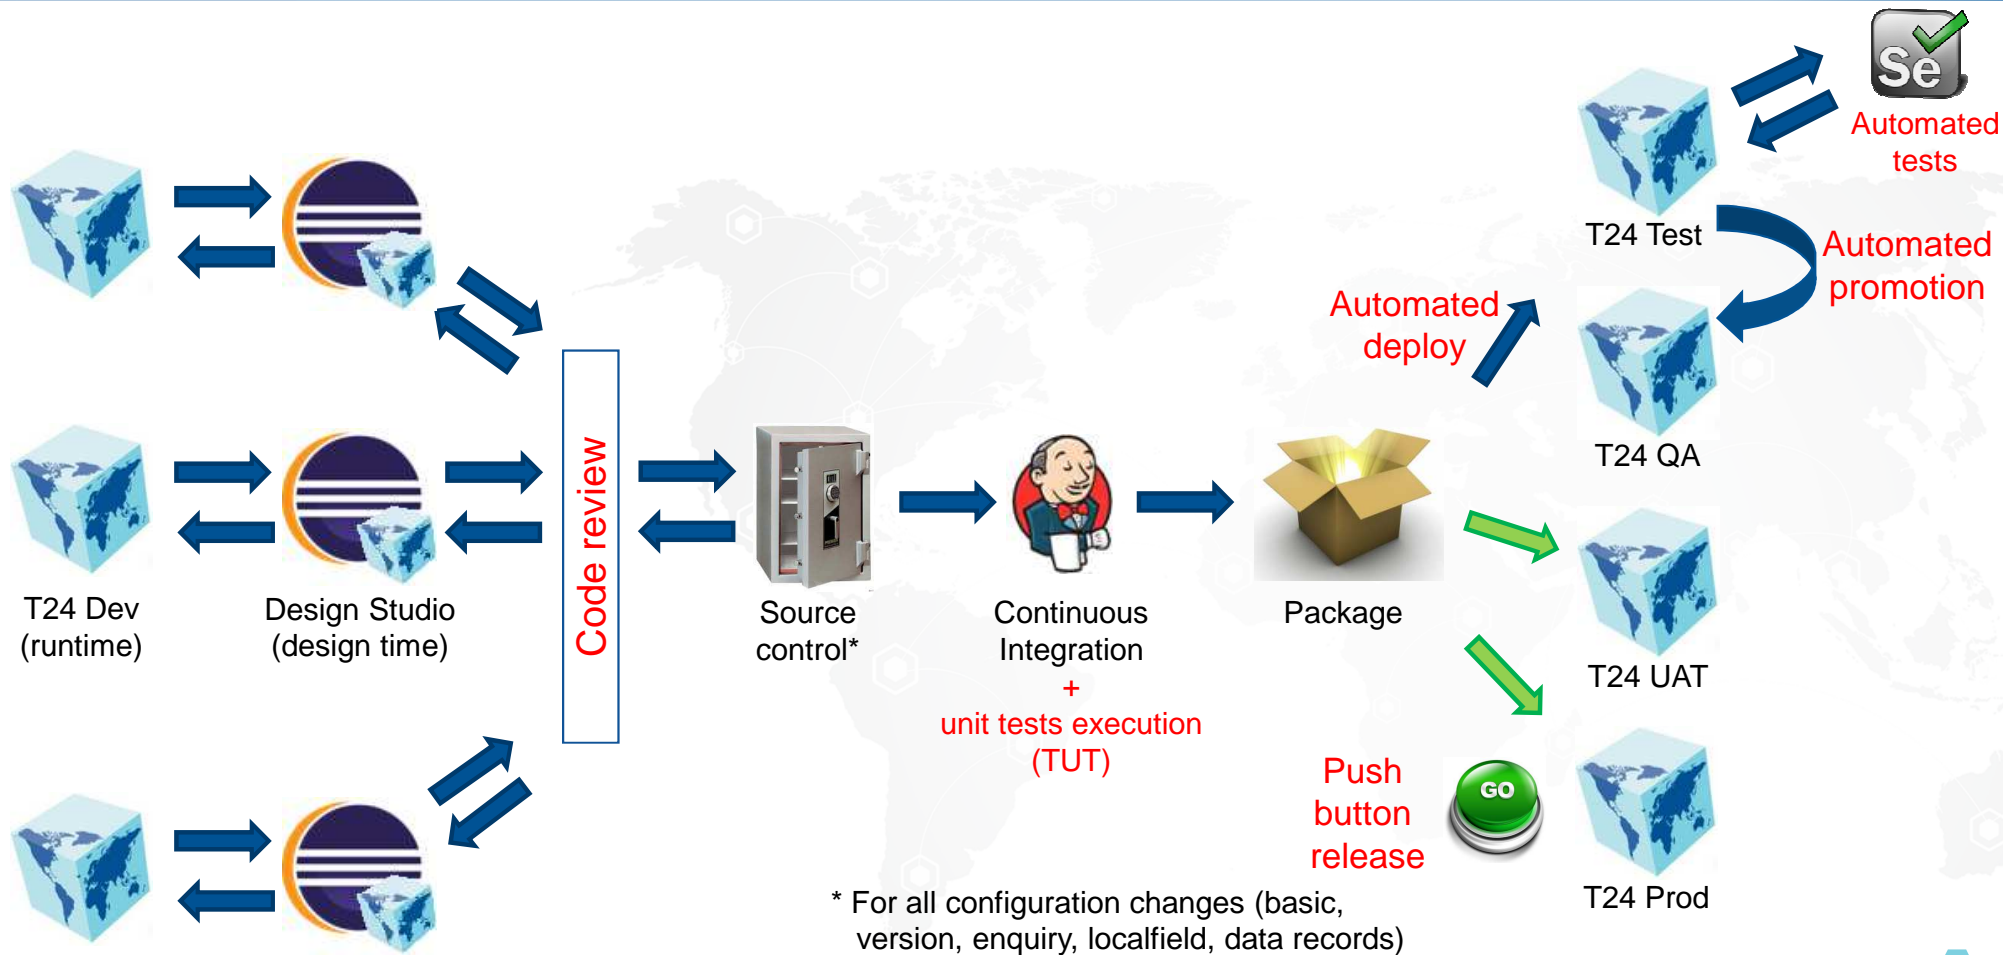 Se
Automated
tests
T24 Test
Automated
promotion
Automated
deploy
T24 QA
Code review
T24 Dev
(runtime)
Design Studio
(design time)
Source
control*
Continuous
Integration
+
unit tests execution
(TUT)
Package
T24 UAT
Push
button
release
GO
T24 Prod
* For all configuration changes (basic,
version, enquiry, localfield, data records)